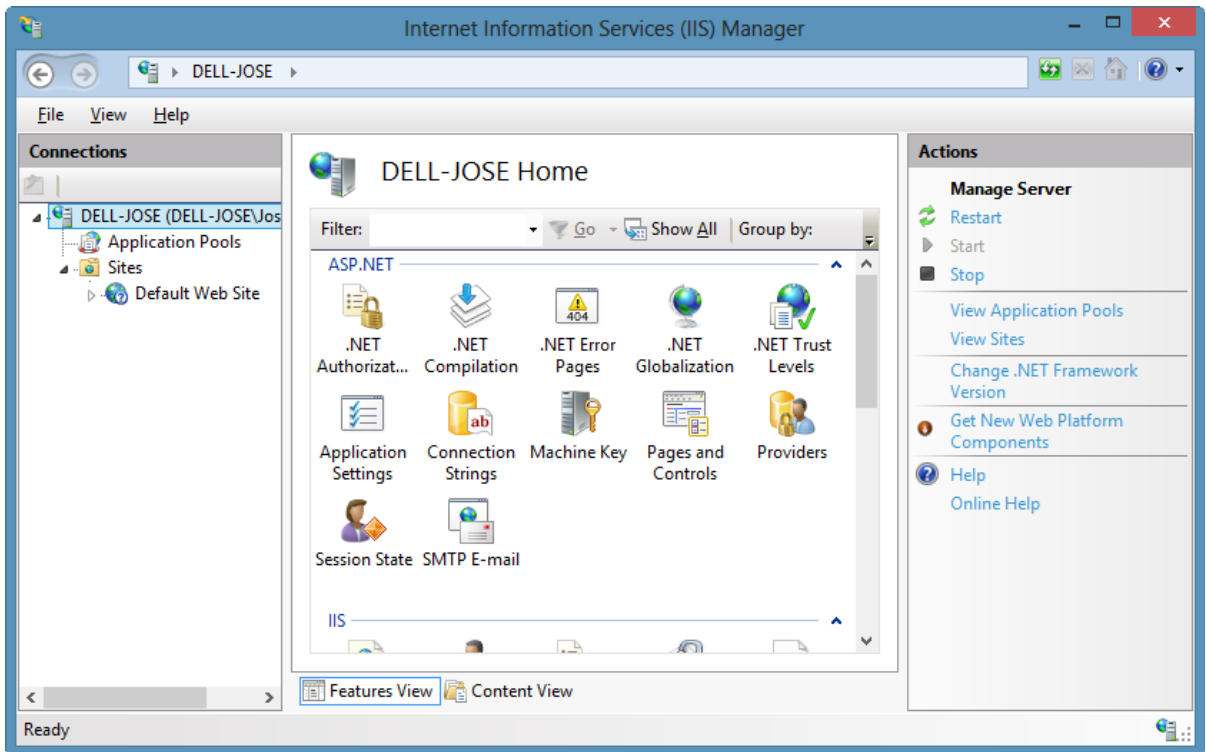 Internet Information Services (IIS) Manager
DELL-JOSE
File View Help
Connections
DELL-JOSE (DELL-JOSE\Jos
Application Pools
Sites
Default Web Site
DELL-JOSE Home
Filter: Go Show All Group by:
ASP.NET
.NET Authorizat...
.NET Compilation
.NET Error Pages
404
.NET Globalization
.NET Trust Levels
Application Settings
ab
Connection Strings
Machine Key
Pages and Controls
Providers
Session State
SMTP E-mail
IIS
Features View
Content View
Actions
Manage Server
Restart
Start
Stop
View Application Pools
View Sites
Change .NET Framework
Version
Get New Web Platform
Components
Help
Online Help
Ready